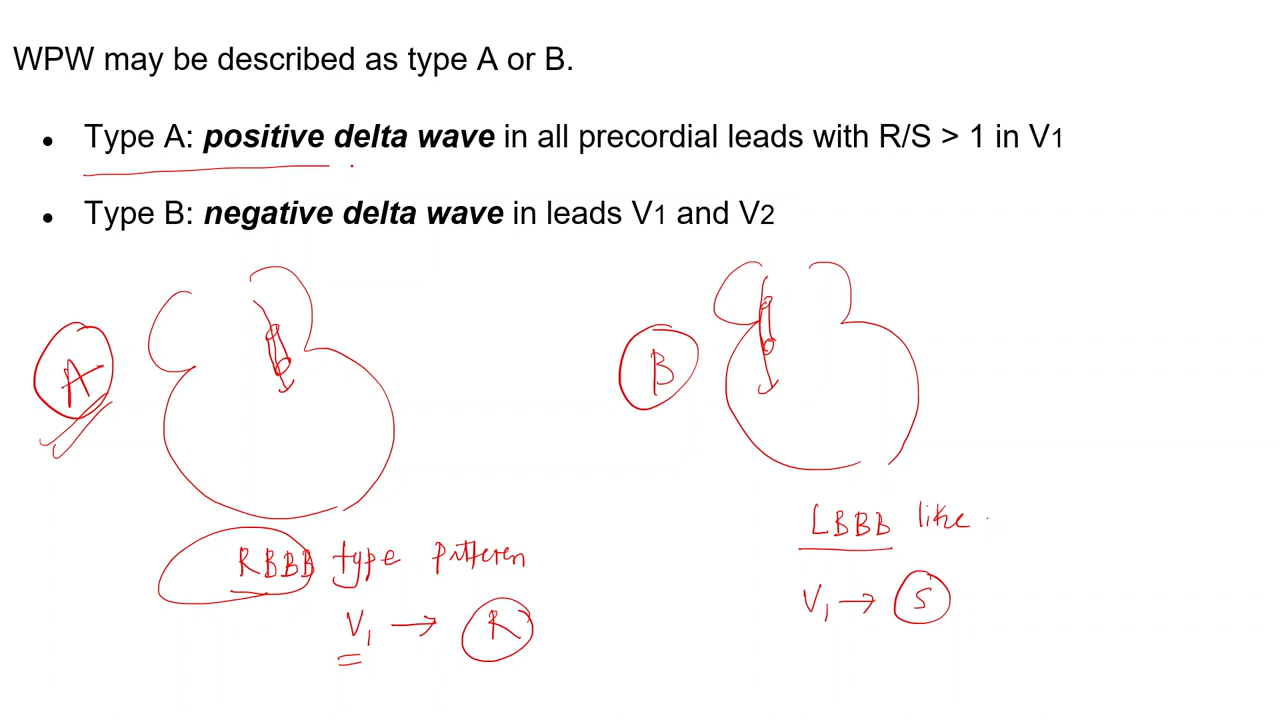 WPW may be described as type A or B.
• Type A: positive delta wave in all precordial leads with R/S > 1 in V1
• Type B: negative delta wave in leads V1 and V2
A
B
RBBB type pitteren
V1 → R
LBBB like
V1 → S